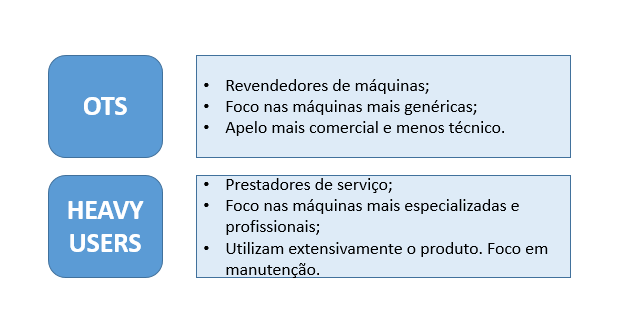 OTS
• Revendedores de máquinas;
• Foco nas máquinas mais genéricas;
• Apelo mais comercial e menos técnico.
HEAVY
USERS
• Prestadores de serviço;
• Foco nas máquinas mais especializadas e
profissionais;
• Utilizam extensivamente o produto. Foco em
manutenção.